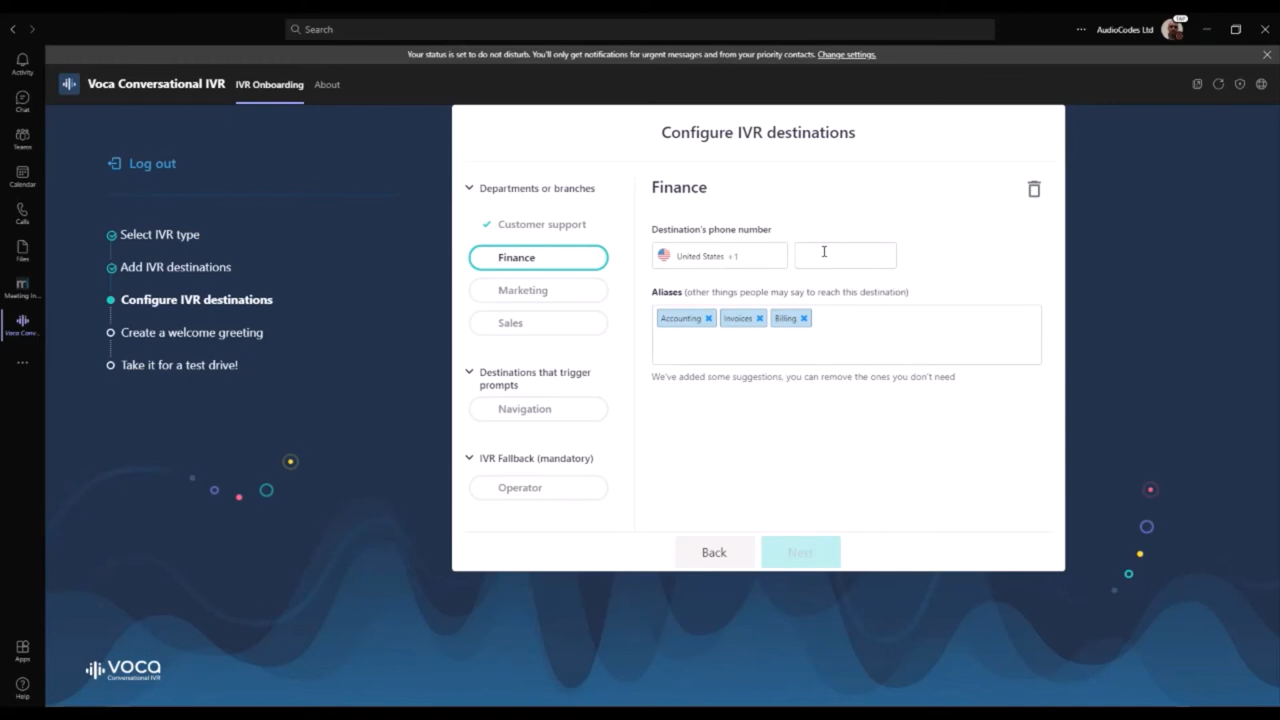 Search
AudioCodes Ltd
Your status is set to do not disturb. You'll only get notifications for urgent messages and from your priority contacts. Change settings.
Activity
Chat
Teams
Calendar
Calls
Files
Meeting In...
Voca Conv...
Apps
Help
Voca Conversational IVR
IVR Onboarding
About
Log out
Select IVR type
Add IVR destinations
Configure IVR destinations
Create a welcome greeting
Take it for a test drive!
Configure IVR destinations
Departments or branches
Customer support
Finance
Marketing
Sales
Destinations that trigger
prompts
Navigation
IVR Fallback (mandatory)
Operator
Finance
Destination's phone number
United States +1
Aliases (other things people may say to reach this destination)
Accounting
Invoices
Billing
We've added some suggestions, you can remove the ones you don't need
Back
Next
VOCA
Conversational IVR